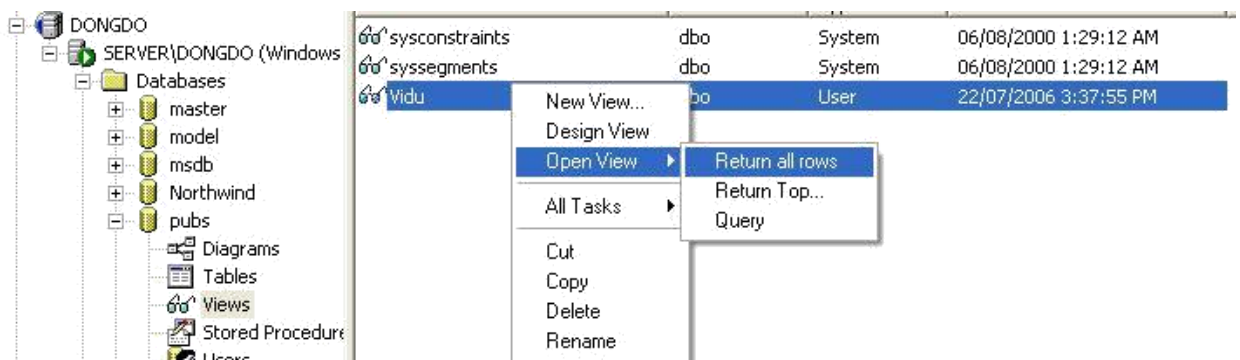 DONGDO
SERVER\DONGDO (Windows
Databases
master
model
msdb
Northwind
pubs
Diagrams
Tables
Views
Stored Procedure
Users
sysconstraints dbo System 06/08/2000 1:29:12 AM
syssegments dbo System 06/08/2000 1:29:12 AM
Vidu dbo User 22/07/2006 3:37:55 PM
New View...
Design View
Open View
All Tasks
Cut
Copy
Delete
Rename
Return all rows
Return Top...
Query